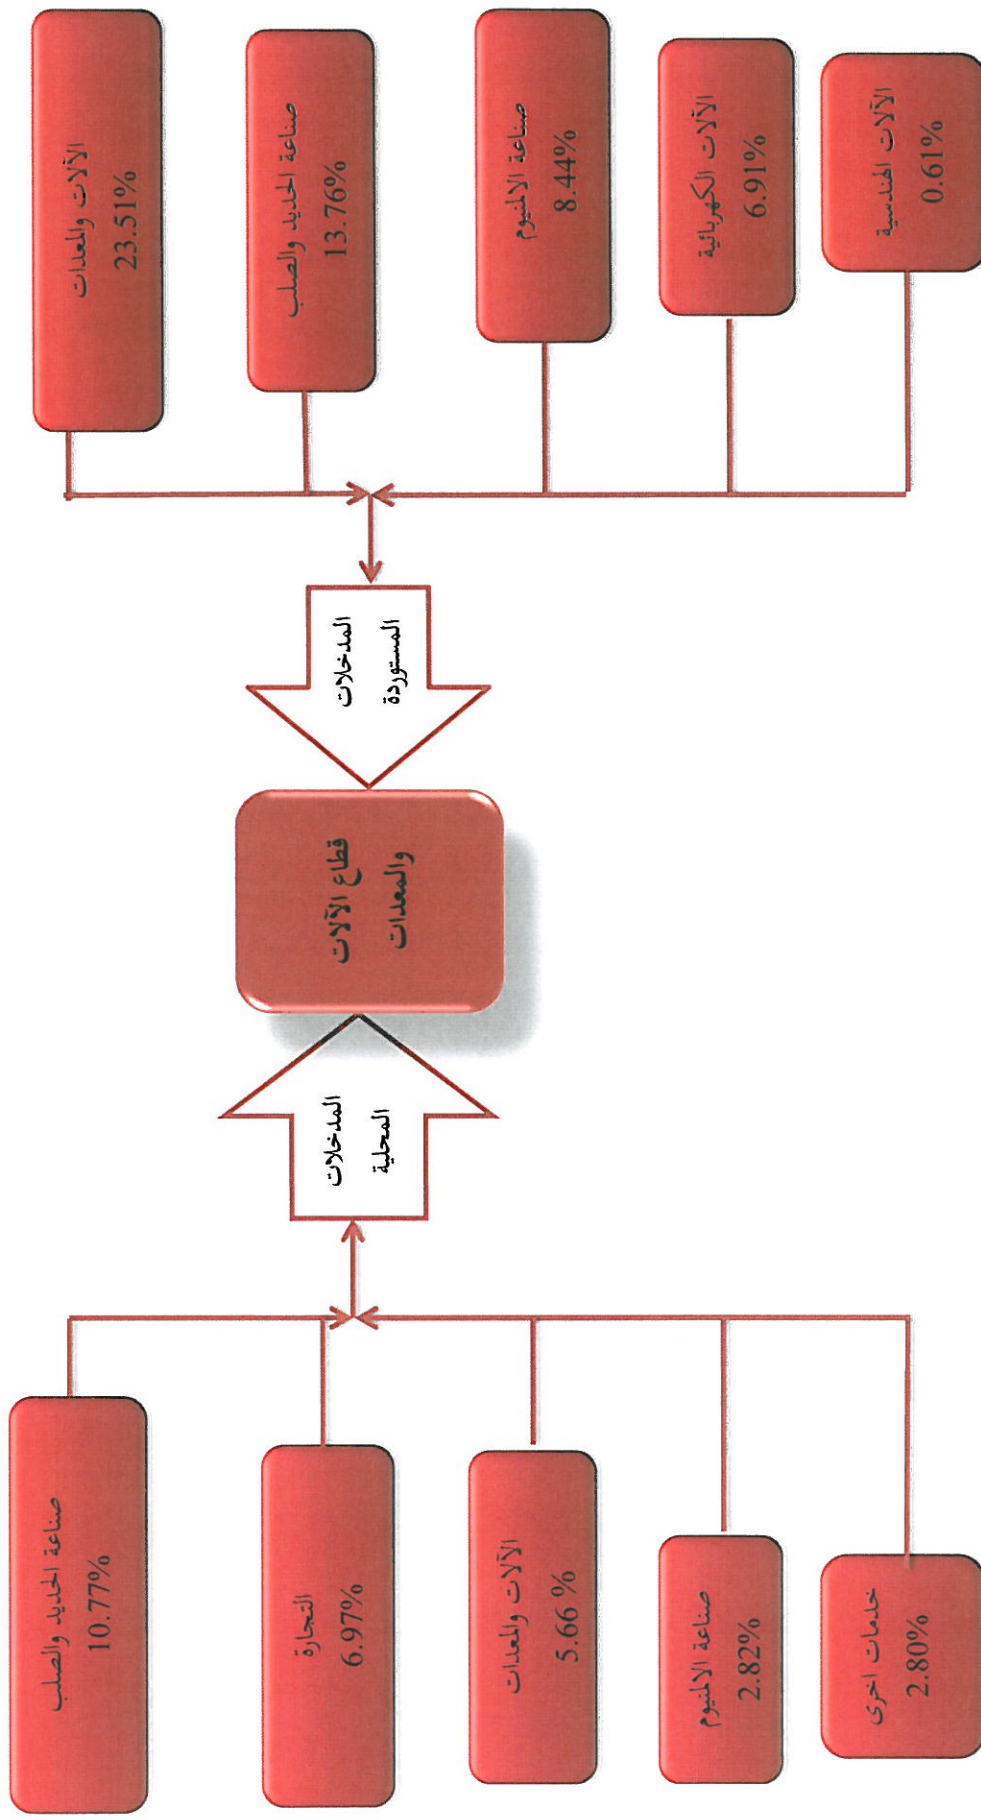 صناعة الحديد والصلب
10.77%
التجارة
6.97%
الآلات والمعدات
5.66 %
صناعة الالمنيوم
2.82%
خدمات اخرى
2.80%
المدخلات
المحلية
قطاع الآلات
والمعدات
المدخلات
المستوردة
الآلات والمعدات
23.51%
صناعة الحديد والصلب
13.76%
صناعة الالمنيوم
8.44%
الآلات الكهربائية
6.91%
الآلات الهندسية
0.61%